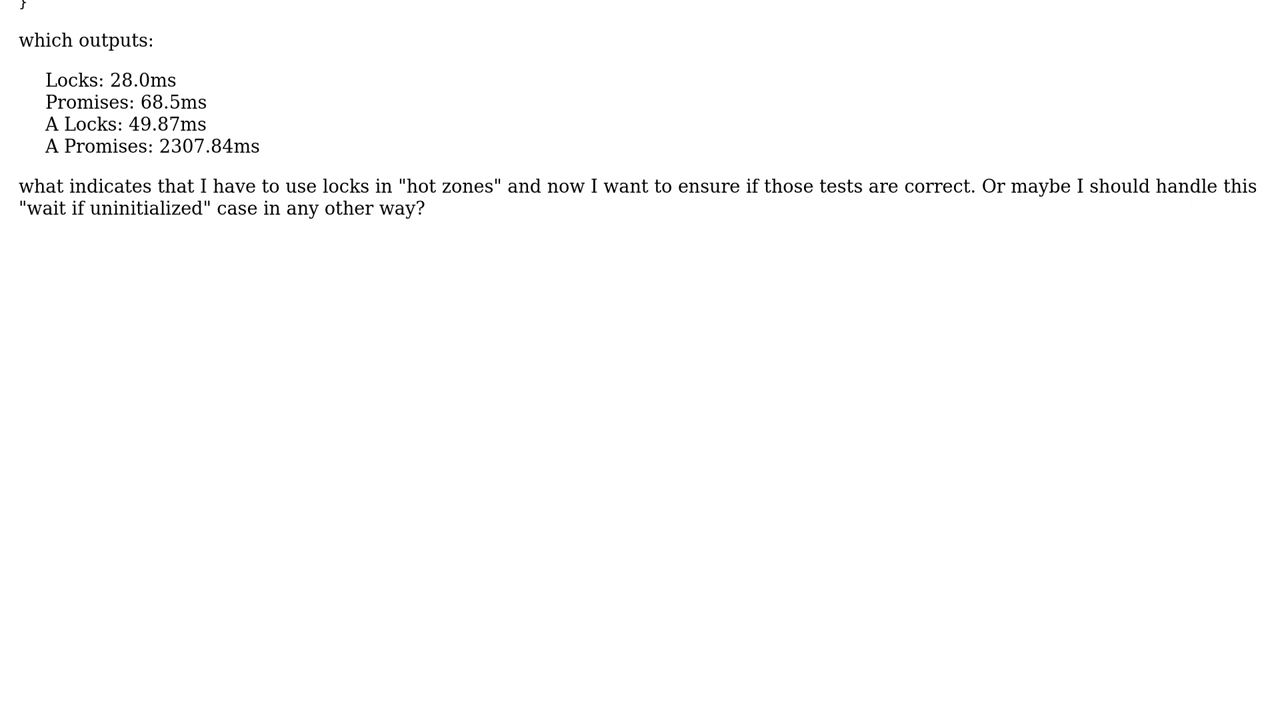 }
which outputs:
Locks: 28.0ms
Promises: 68.5ms
A Locks: 49.87ms
A Promises: 2307.84ms
what indicates that I have to use locks in "hot zones" and now I want to ensure if those tests are correct. Or maybe I should handle this
"wait if uninitialized" case in any other way?